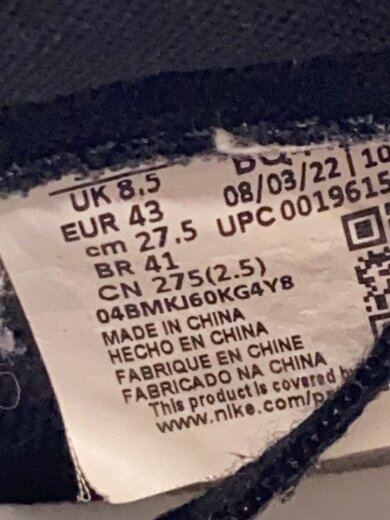 UK 8.5
EUR 43 08/03/22 | 10
cm 27.5 UPC 0019615
BR 41
CN 275(2.5)
04BMKJ60KG4Y8
MADE IN CHINA
HECHO EN CHINA
FABRIQUE EN CHINE
FABRICADO NA CHINA
This product is covered
www.nike.com/p